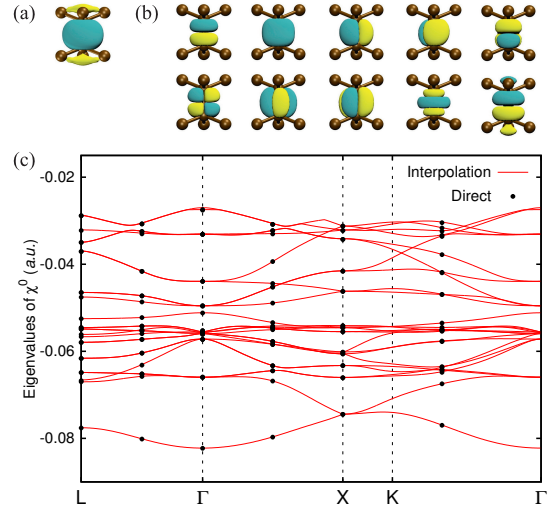 (a)
(b)
(c)
-0.02
-0.04
-0.06
-0.08
Eigenvalues of χ⁰ (a.u.)
Interpolation
Direct
L Γ X K Γ